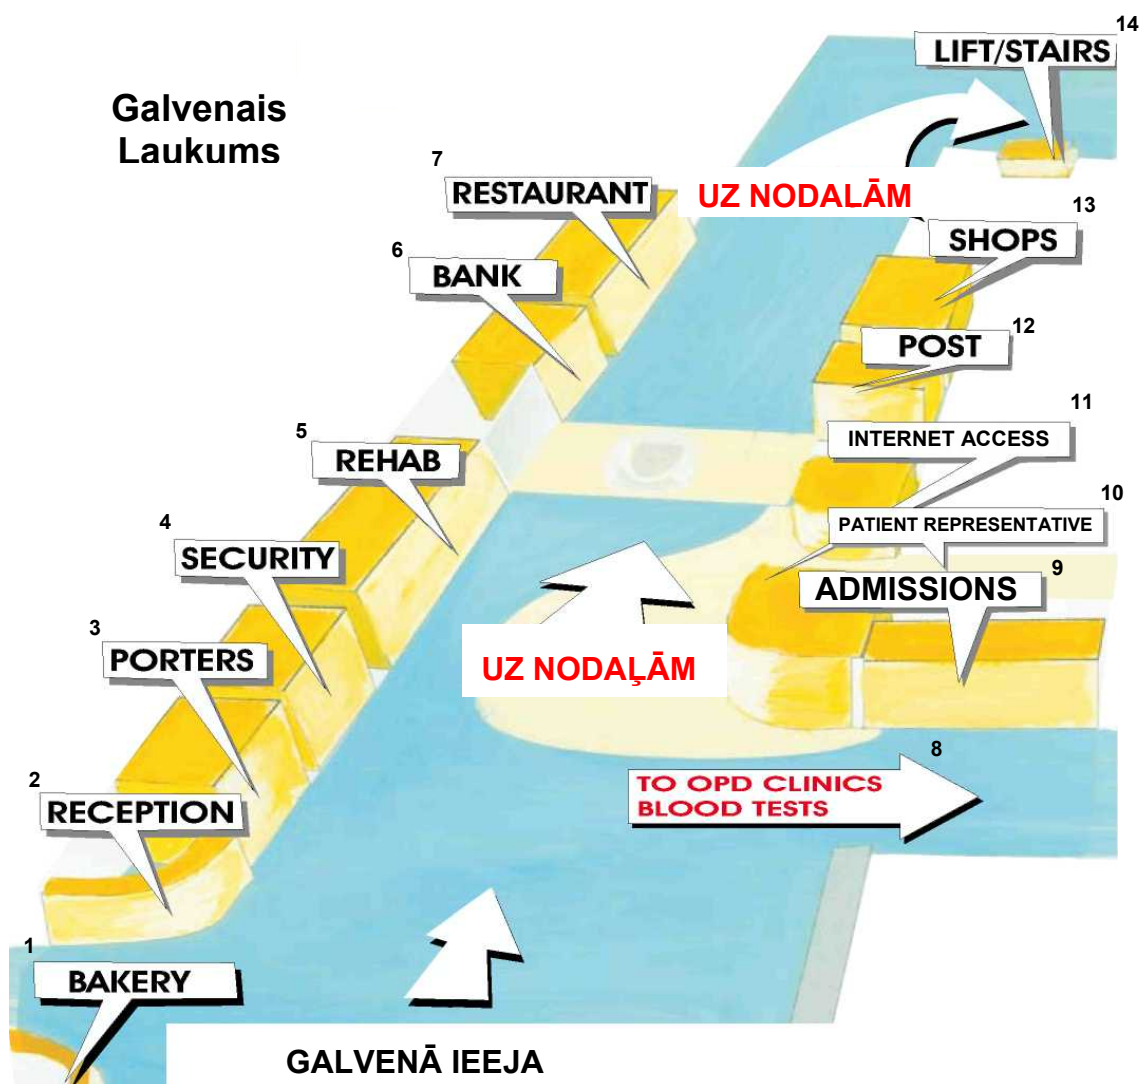 14
LIFT/STAIRS
Galvenais
Laukums
7
RESTAURANT
UZ NODALĀM
13
SHOPS
6
BANK
12
POST
11
INTERNET ACCESS
5
REHAB
10
PATIENT REPRESENTATIVE
4
SECURITY
9
ADMISSIONS
3
PORTERS
UZ NODAĻĀM
8
TO OPD CLINICS
BLOOD TESTS
2
RECEPTION
1
BAKERY
GALVENĀ IEEJA